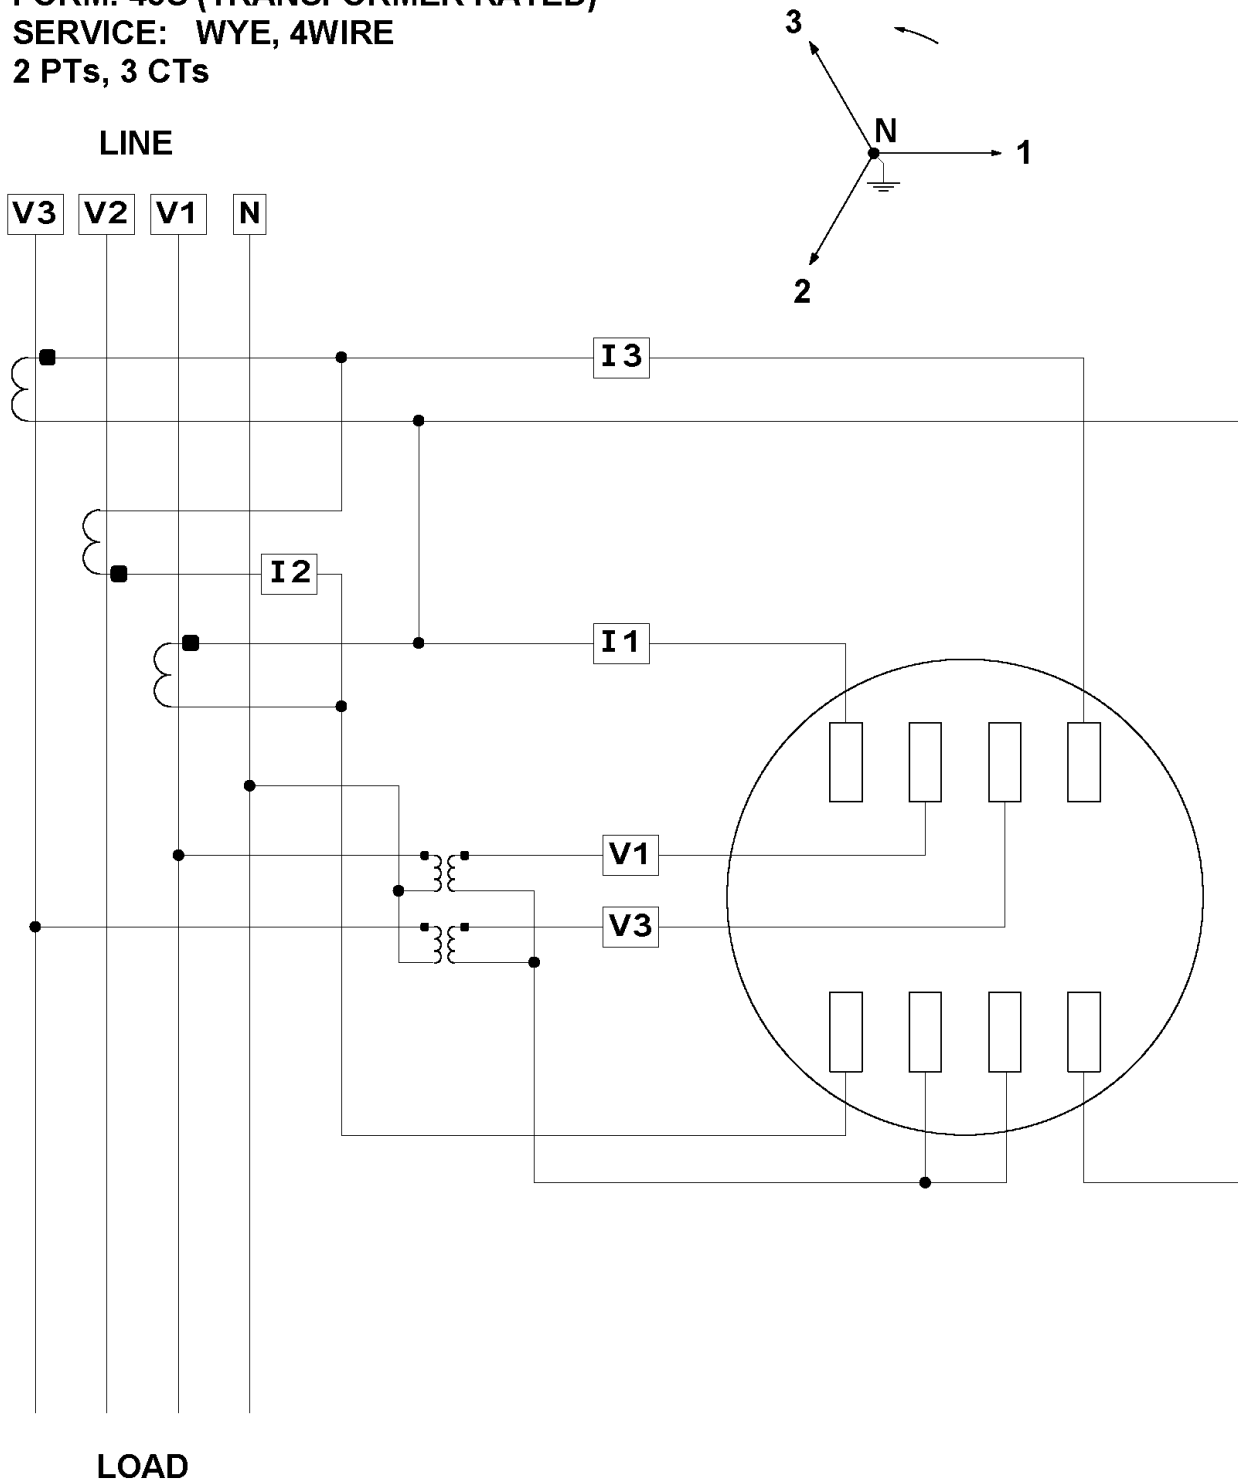 SERVICE: WYE, 4WIRE
2 PTs, 3 CTs
3
N
1
2
LINE
V3 V2 V1 N
I3
I2
I1
V1
V3
LOAD